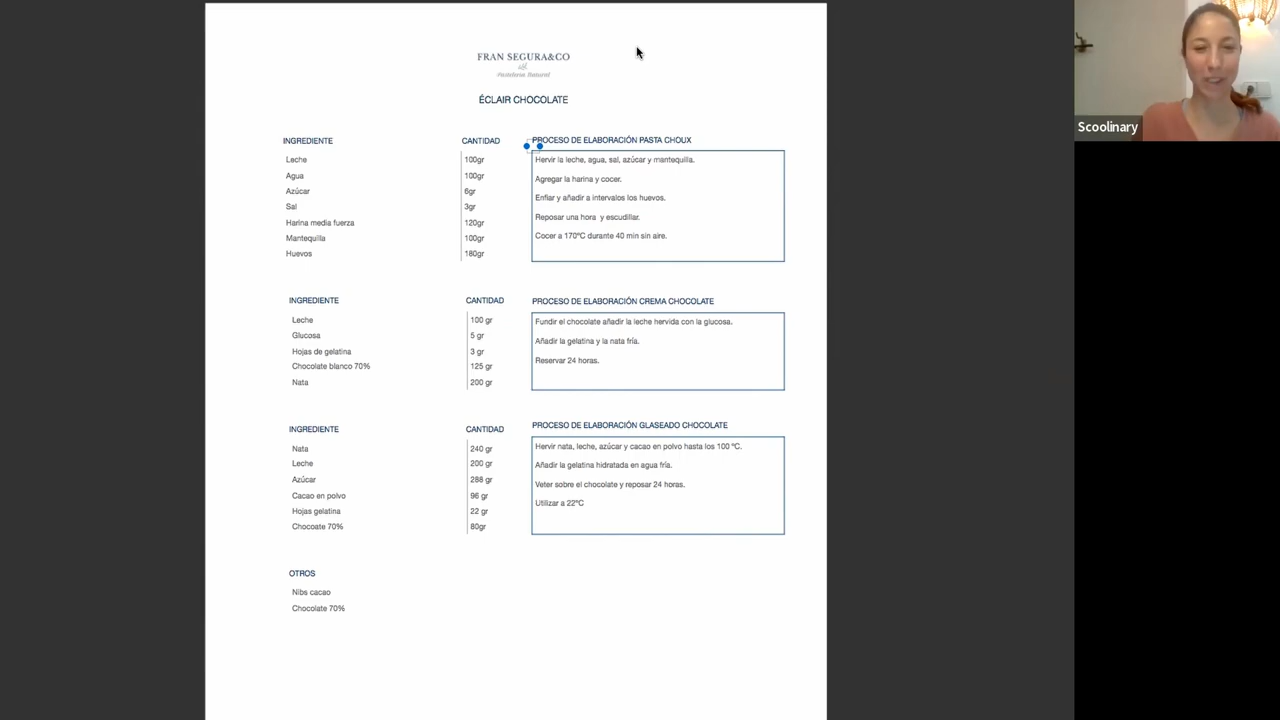 FRAN SEGURA&CO
Pastelería Natural
ÉCLAIR CHOCOLATE
INGREDIENTE CANTIDAD PROCESO DE ELABORACIÓN PASTA CHOUX
Leche 100gr Hervir la leche, agua, sal, azúcar y mantequilla.
Agua 100gr Agregar la harina y cocer.
Azúcar 6gr Enfiar y añadir a intervalos los huevos.
Sal 3gr Reposar una hora y escudillar.
Harina media fuerza 120gr Cocer a 170ºC durante 40 min sin aire.
Mantequilla 100gr
Huevos 180gr
INGREDIENTE CANTIDAD PROCESO DE ELABORACIÓN CREMA CHOCOLATE
Leche 100 gr Fundir el chocolate añadir la leche hervida con la glucosa.
Glucosa 5 gr Añadir la gelatina y la nata fría.
Hojas de gelatina 3 gr Reservar 24 horas.
Chocolate blanco 70% 125 gr
Nata 200 gr
INGREDIENTE CANTIDAD PROCESO DE ELABORACIÓN GLASEADO CHOCOLATE
Nata 240 gr Hervir nata, leche, azúcar y cacao en polvo hasta los 100 ºC.
Leche 200 gr Añadir la gelatina hidratada en agua fría.
Azúcar 288 gr Veter sobre el chocolate y reposar 24 horas.
Cacao en polvo 96 gr Utilizar a 22ºC
Hojas gelatina 22 gr
Chocoate 70% 80gr
OTROS
Nibs cacao
Chocolate 70%
Scoolinary